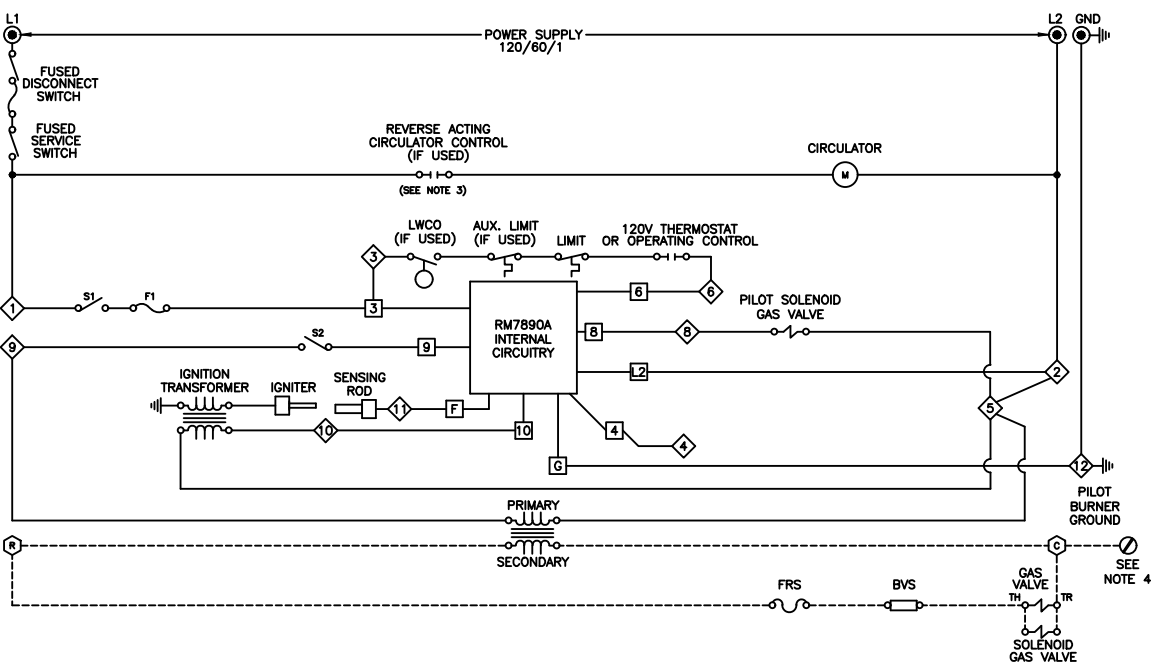 L1
L2 GND
POWER SUPPLY
120/60/1
FUSED
DISCONNECT
SWITCH
FUSED
SERVICE
SWITCH
REVERSE ACTING
CIRCULATOR CONTROL
(IF USED)
(SEE NOTE 3)
CIRCULATOR
M
LWCO
(IF USED)
AUX. LIMIT
(IF USED)
LIMIT
120V THERMOSTAT
OR OPERATING CONTROL
3
1
S1
F1
3
6
6
PILOT SOLENOID
GAS VALVE
RM7890A
INTERNAL
CIRCUITRY
8
8
9
S2
9
L2
2
IGNITION
TRANSFORMER
IGNITER
SENSING
ROD
11
F
5
10
10
4
4
G
12
PILOT
BURNER
GROUND
PRIMARY
SECONDARY
R
C
SEE
NOTE 4
FRS
BVS
GAS
VALVE
TH
TR
SOLENOID
GAS VALVE